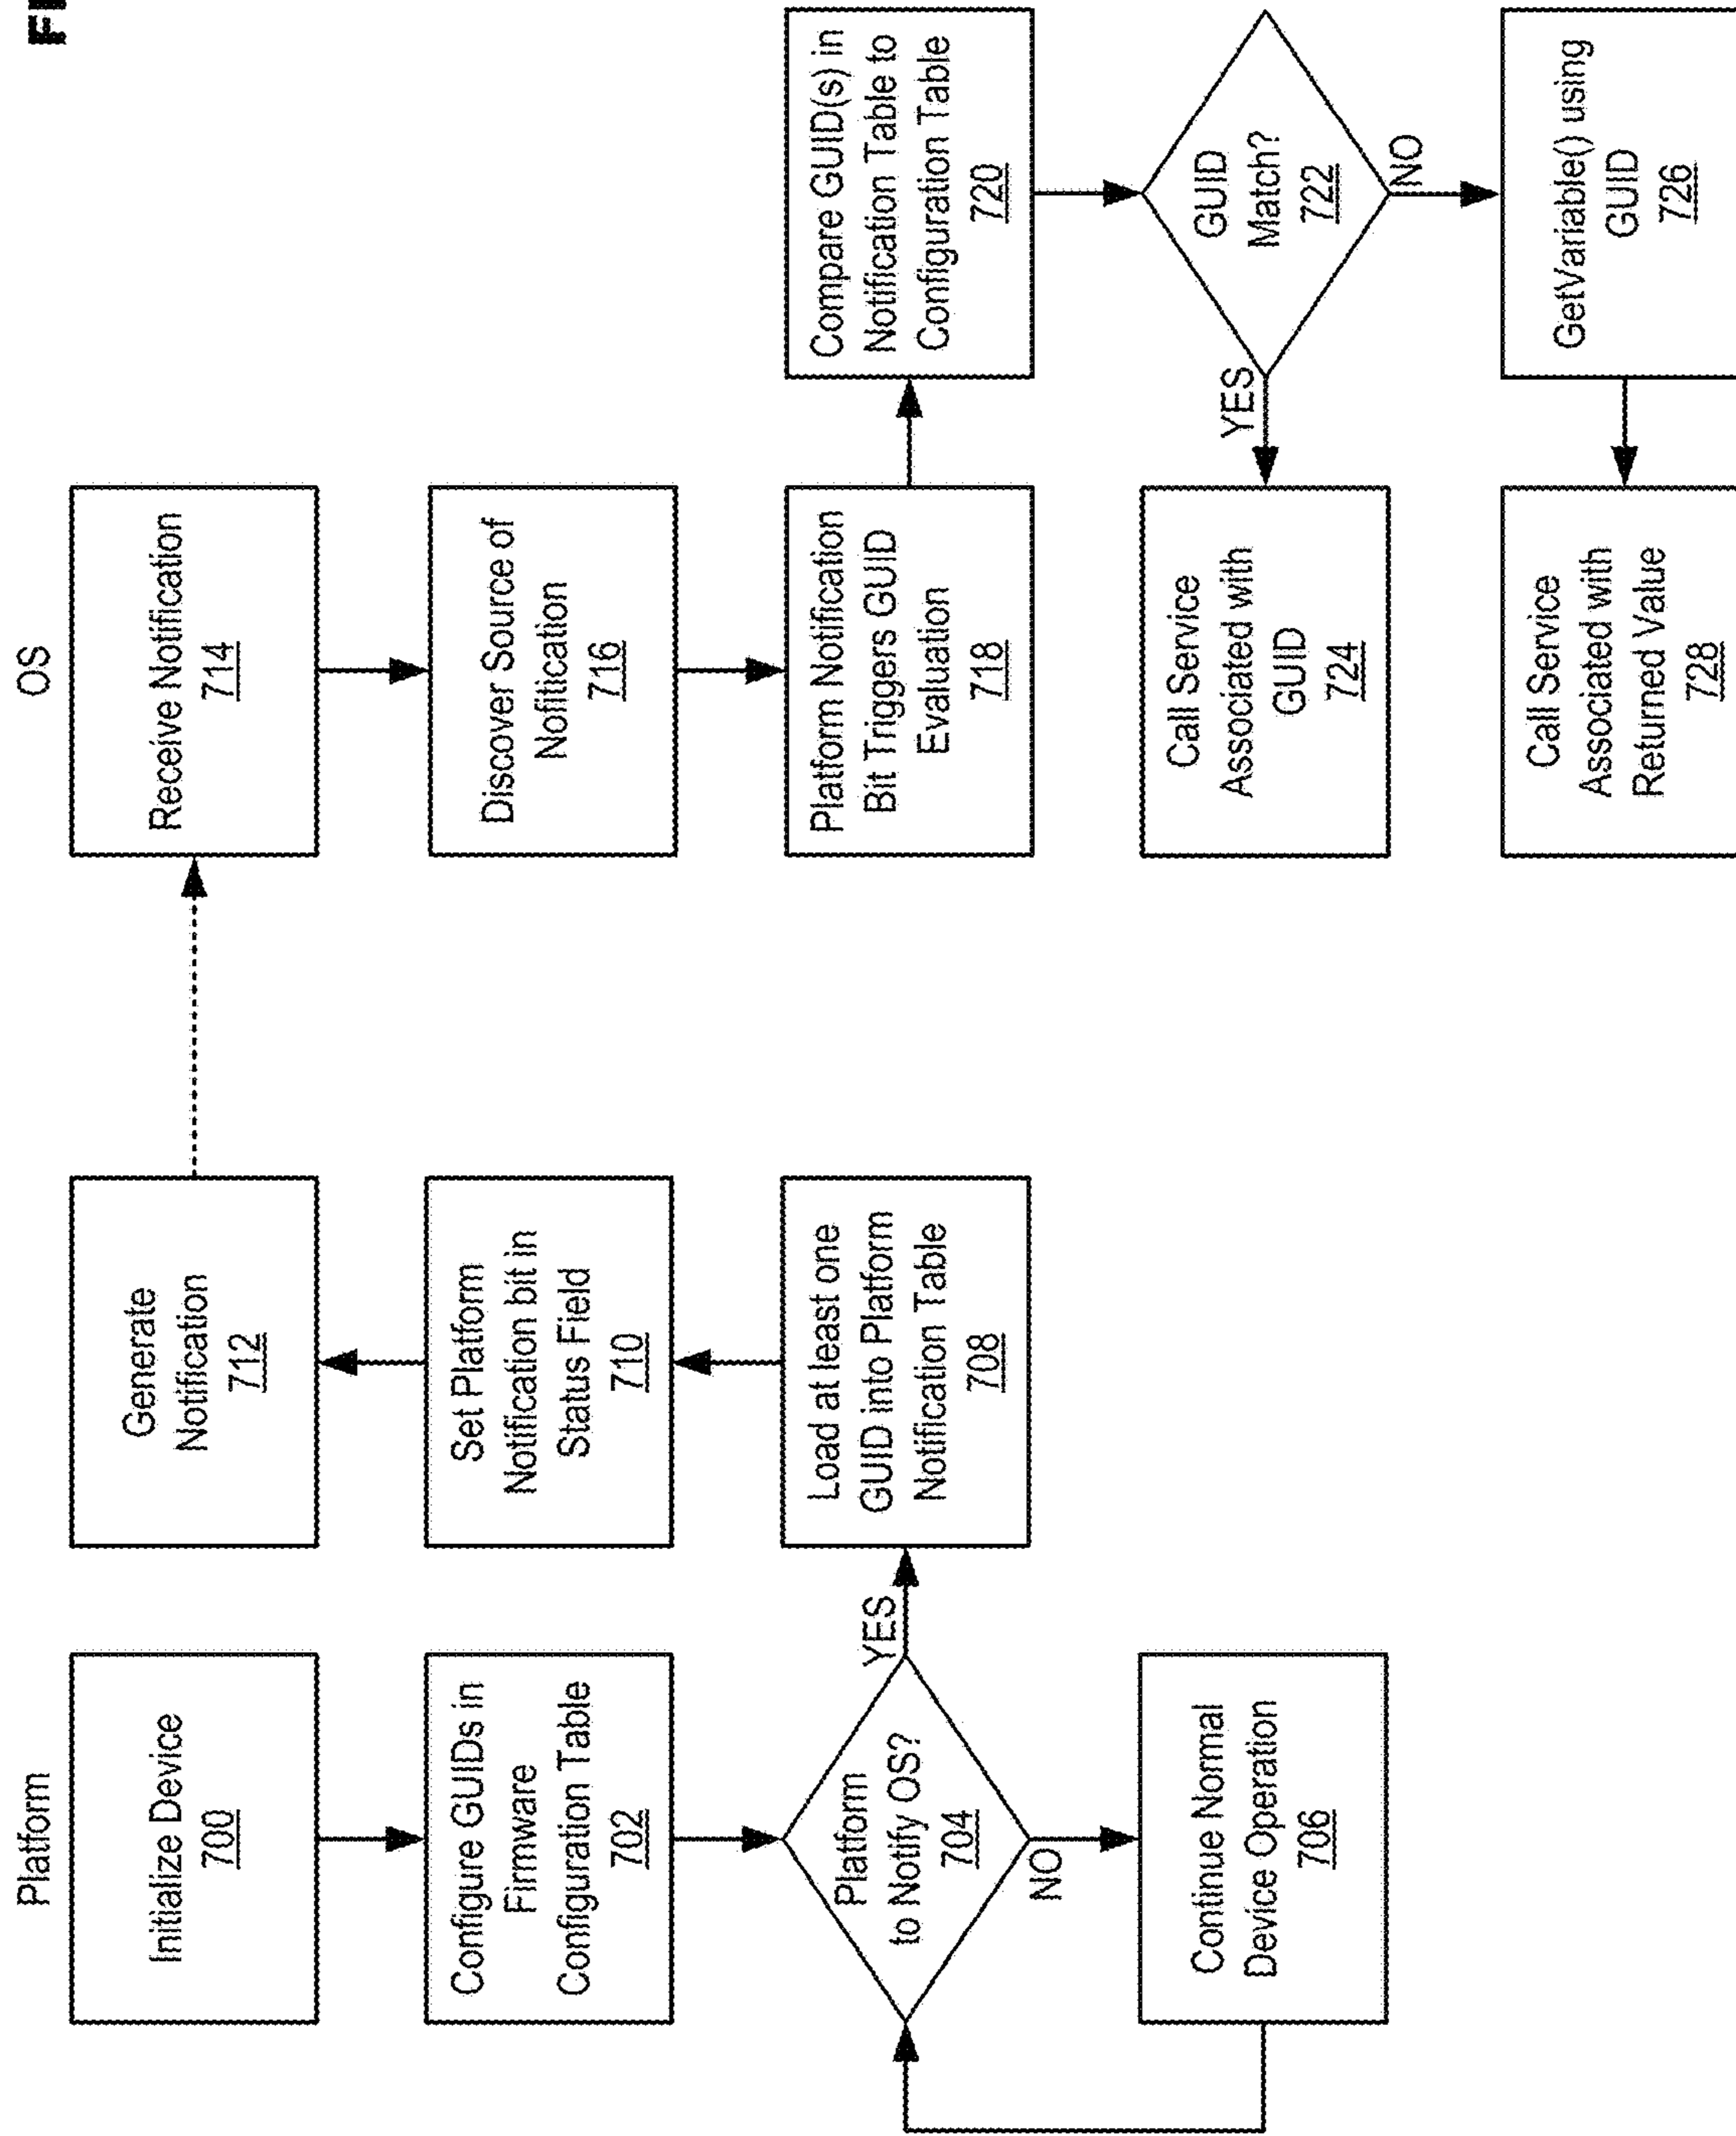 FI
Platform
Initialize Device
700
Configure GUIDs in
Firmware
Configuration Table
702
Platform
to Notify OS?
704
YES
NO
Continue Normal
Device Operation
706
Load at least one
GUID into Platform
Notification Table
708
Set Platform
Notification bit in
Status Field
710
Generate
Notification
712
OS
Receive Notification
714
Discover Source of
Nofitication
716
Platform Notification
Bit Triggers GUID
Evaluation
718
Compare GUID(s) in
Notification Table to
Configuration Table
720
GUID
Match?
722
YES
NO
Call Service
Associated with
GUID
724
GetVariable() using
GUID
726
Call Service
Associated with
Returned Value
728